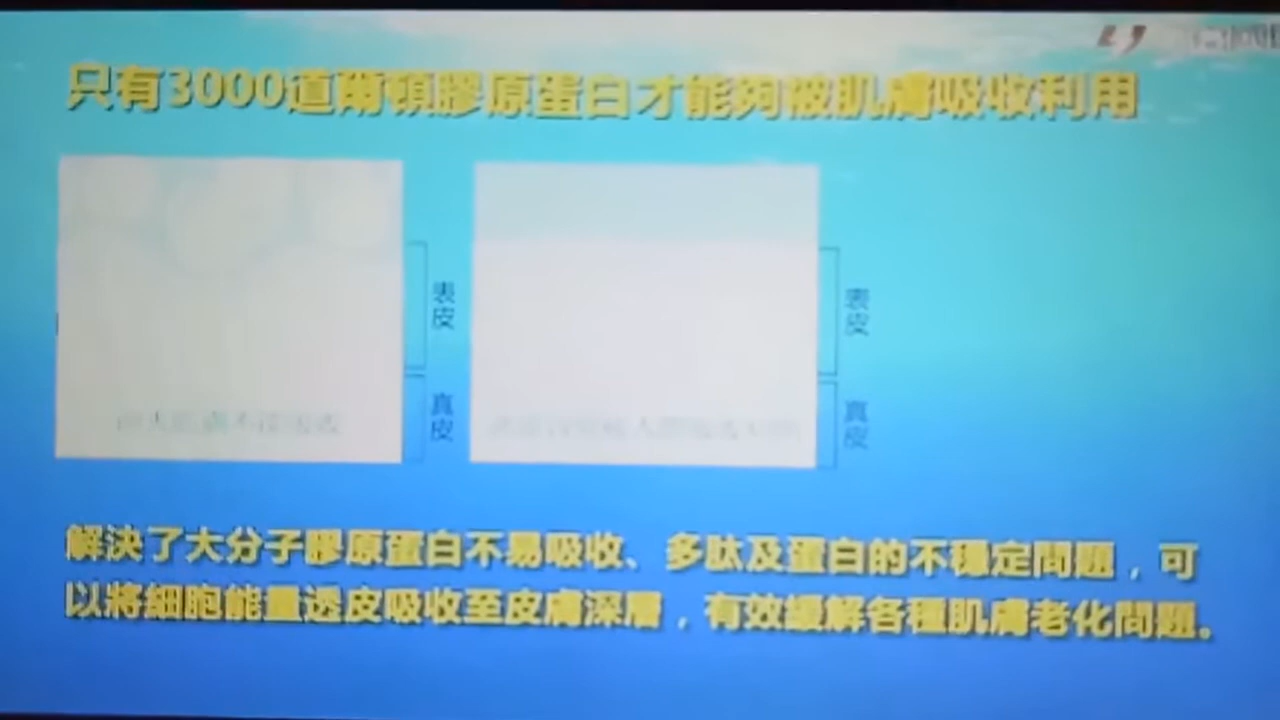 只有3000道爾頓膠原蛋白才能夠被肌膚吸收利用
表皮
真皮
表皮
真皮
解決了大分子膠原蛋白不易吸收、多肽及蛋白的不穩定問題，可
以將細胞能量透皮吸收至皮膚深層，有效緩解各種肌膚老化問題。